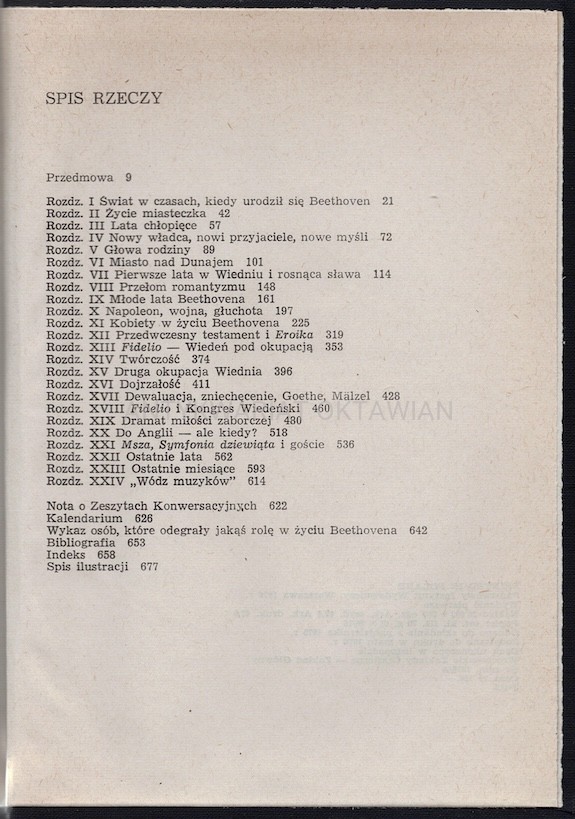 SPIS RZECZY
Przedmowa 9
Rozdz. I Świat w czasach, kiedy urodził się Beethoven 21
Rozdz. II Życie miasteczka 42
Rozdz. III Lata chłopięce 57
Rozdz. IV Nowy władca, nowi przyjaciele, nowe myśli 72
Rozdz. V Głowa rodziny 89
Rozdz. VI Miasto nad Dunajem 101
Rozdz. VII Pierwsze lata w Wiedniu i rosnąca sława 114
Rozdz. VIII Przełom romantyzmu 148
Rozdz. IX Młode lata Beethovena 161
Rozdz. X Napoleon, wojna, głuchota 197
Rozdz. XI Kobiety w życiu Beethovena 225
Rozdz. XII Przedwczesny testament i Eroika 319
Rozdz. XIII Fidelio — Wiedeń pod okupacją 353
Rozdz. XIV Twórczość 374
Rozdz. XV Druga okupacja Wiednia 396
Rozdz. XVI Dojrzałość 411
Rozdz. XVII Dewaluacja, zniechęcenie, Goethe, Mälzel 428
Rozdz. XVIII Fidelio i Kongres Wiedeński 460
OKTAWIAN
Rozdz. XIX Dramat miłości zaborczej 480
Rozdz. XX Do Anglii — ale kiedy? 518
Rozdz. XXI Msza, Symfonia dziewiąta i goście 536
Rozdz. XXII Ostatnie lata 562
Rozdz. XXIII Ostatnie miesiące 593
Rozdz. XXIV „Wódz muzyków” 614
Nota o Zeszytach Konwersacyjnych 622
Kalendarium 626
Wykaz osób, które odegrały jakąś rolę w życiu Beethovena 642
Bibliografia 653
Indeks 658
Spis ilustracji 677